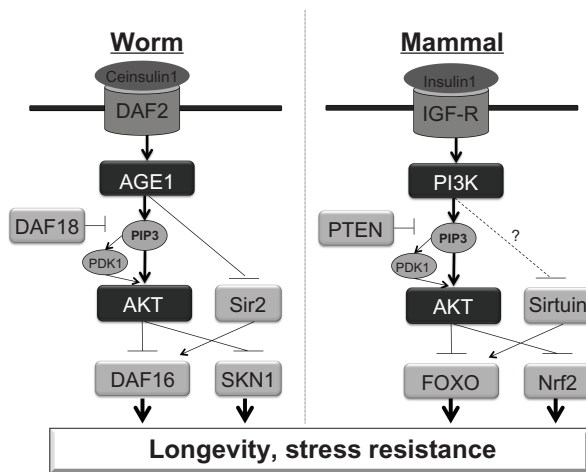 Worm
Ceinsulin1
DAF2
AGE1
DAF18
PIP3
PDK1
AKT
Sir2
DAF16
SKN1
Mammal
Insulin1
IGF-R
PI3K
PTEN
PIP3
?
PDK1
AKT
Sirtuin
FOXO
Nrf2
Longevity, stress resistance